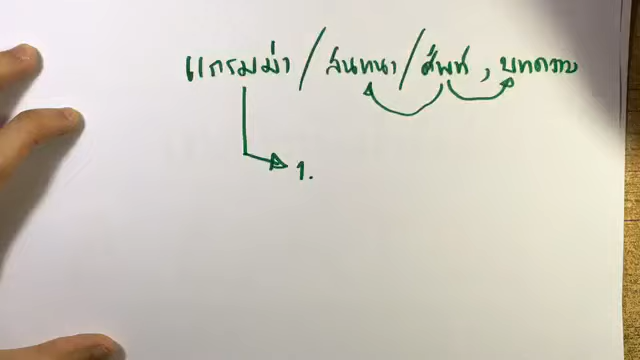 แกรมม่า / สนทนา / ศัพท์ , บทความ
1.